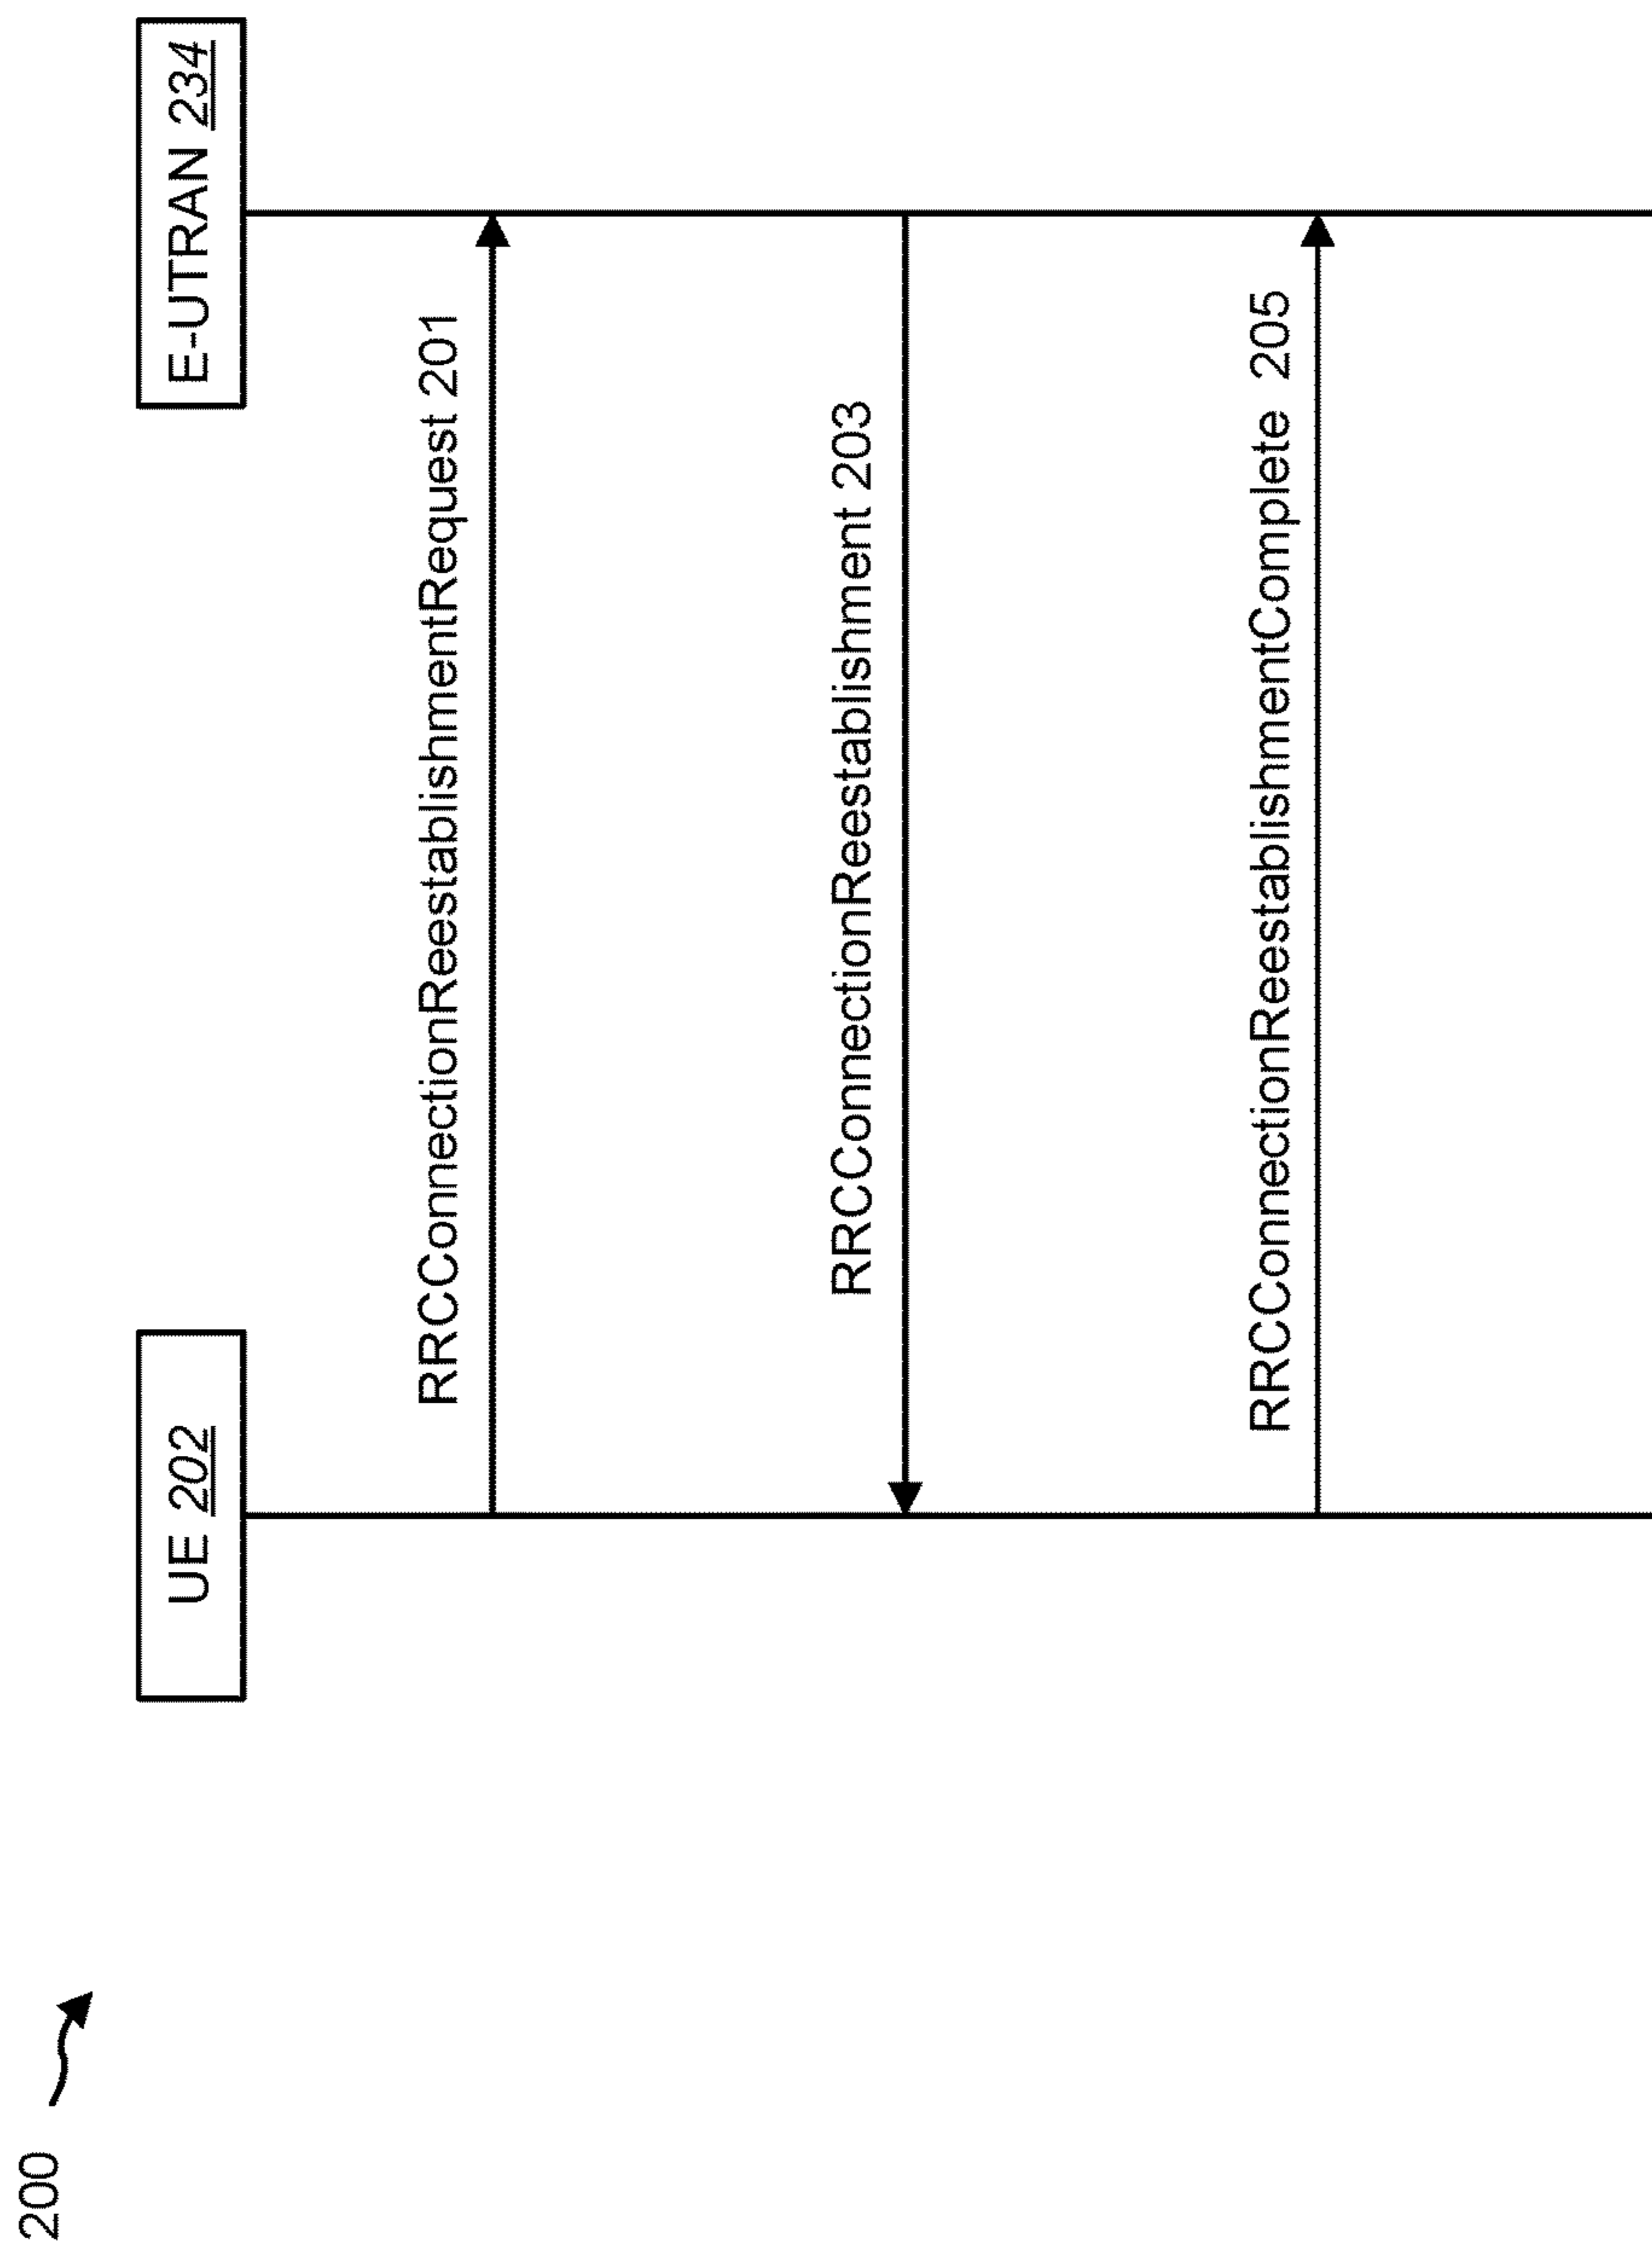 200
UE 202
E-UTRAN 234
RRCConnectionReestablishmentRequest 201
RRCConnectionReestablishment 203
RRCConnectionReestablishmentComplete 205